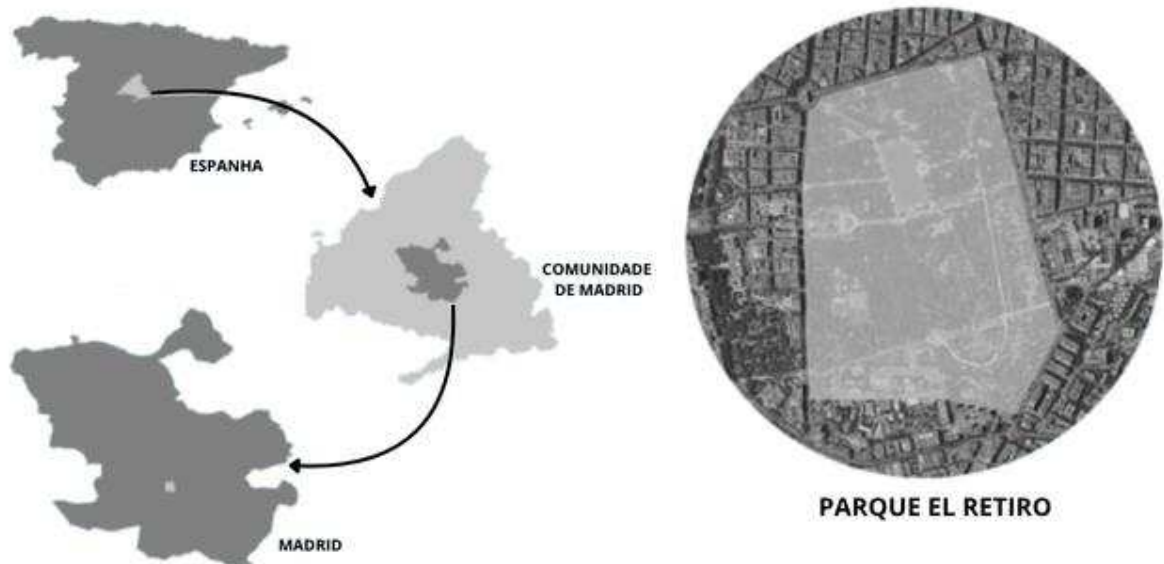 ESPANHA
COMUNIDADE
DE MADRID
MADRID
PARQUE EL RETIRO